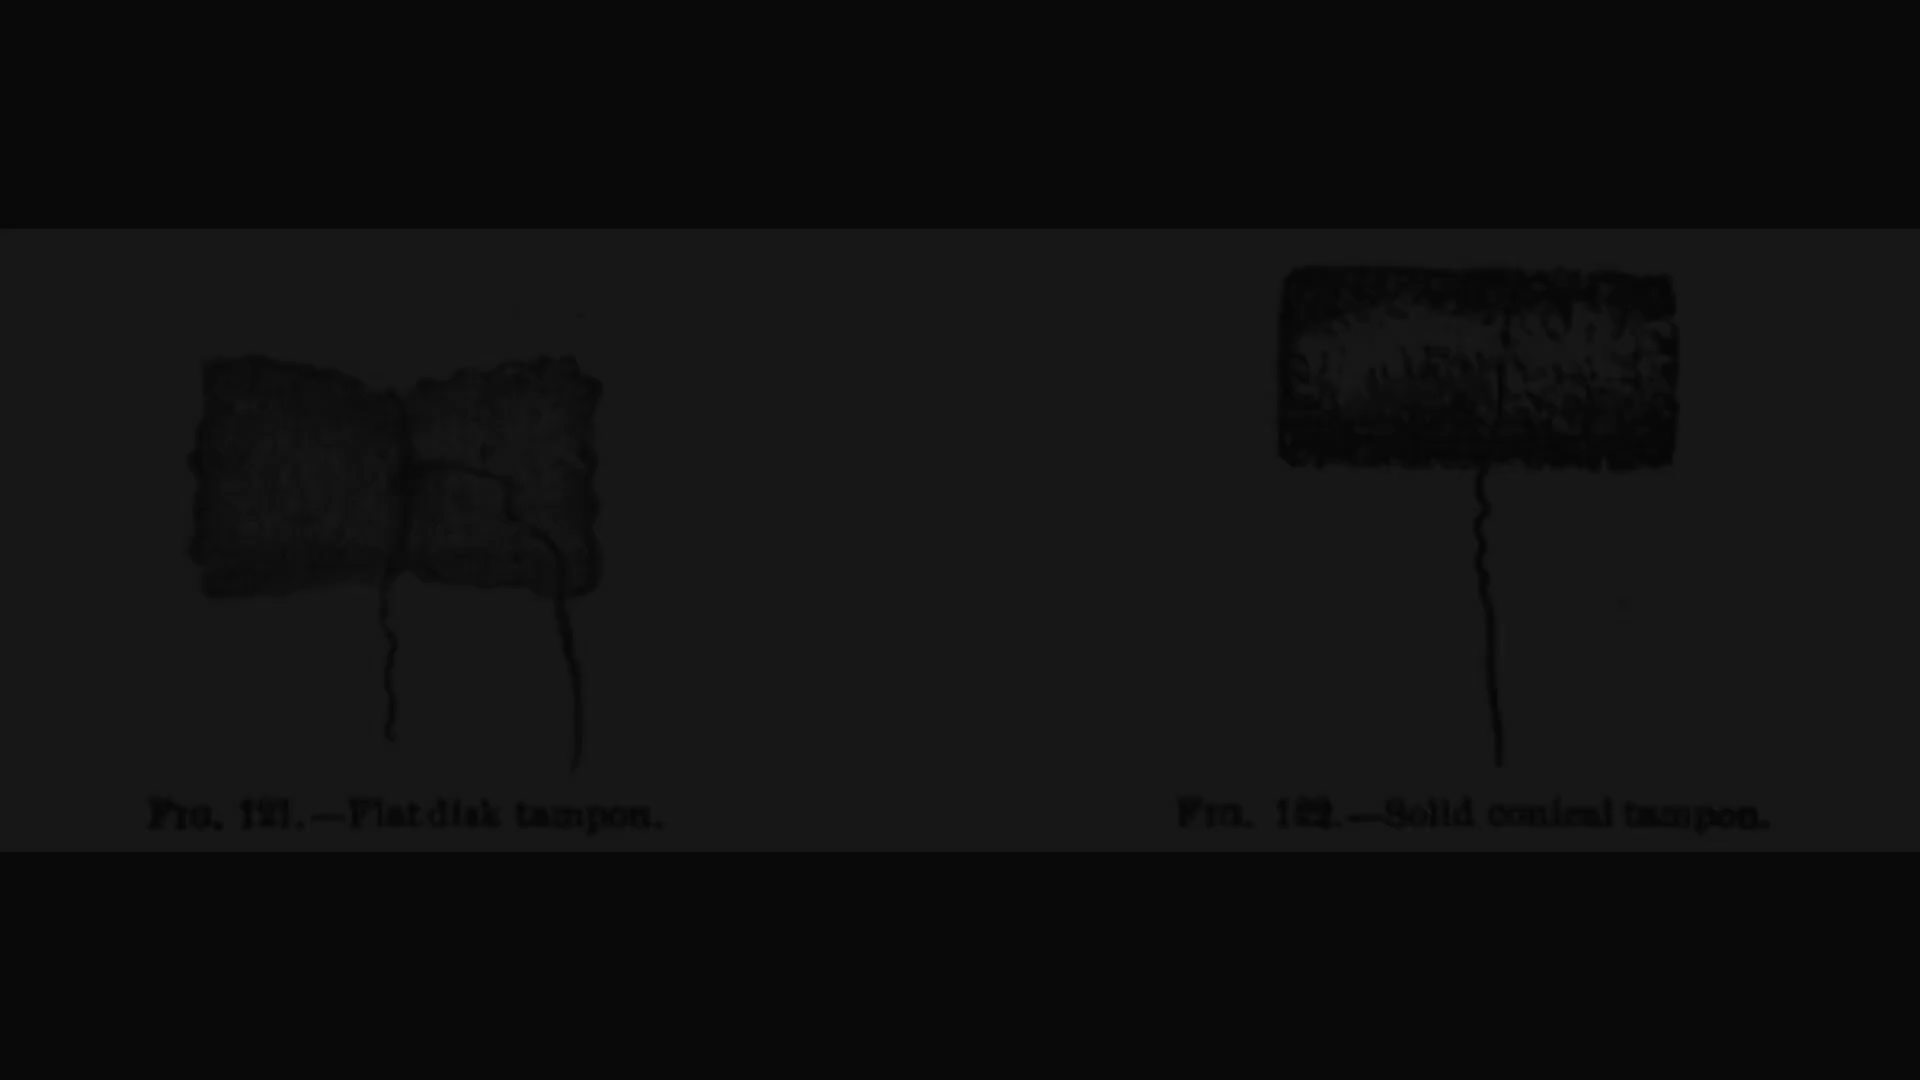 FIG. 121.—Flat disk tampon.
FIG. 122.—Solid conical tampon.